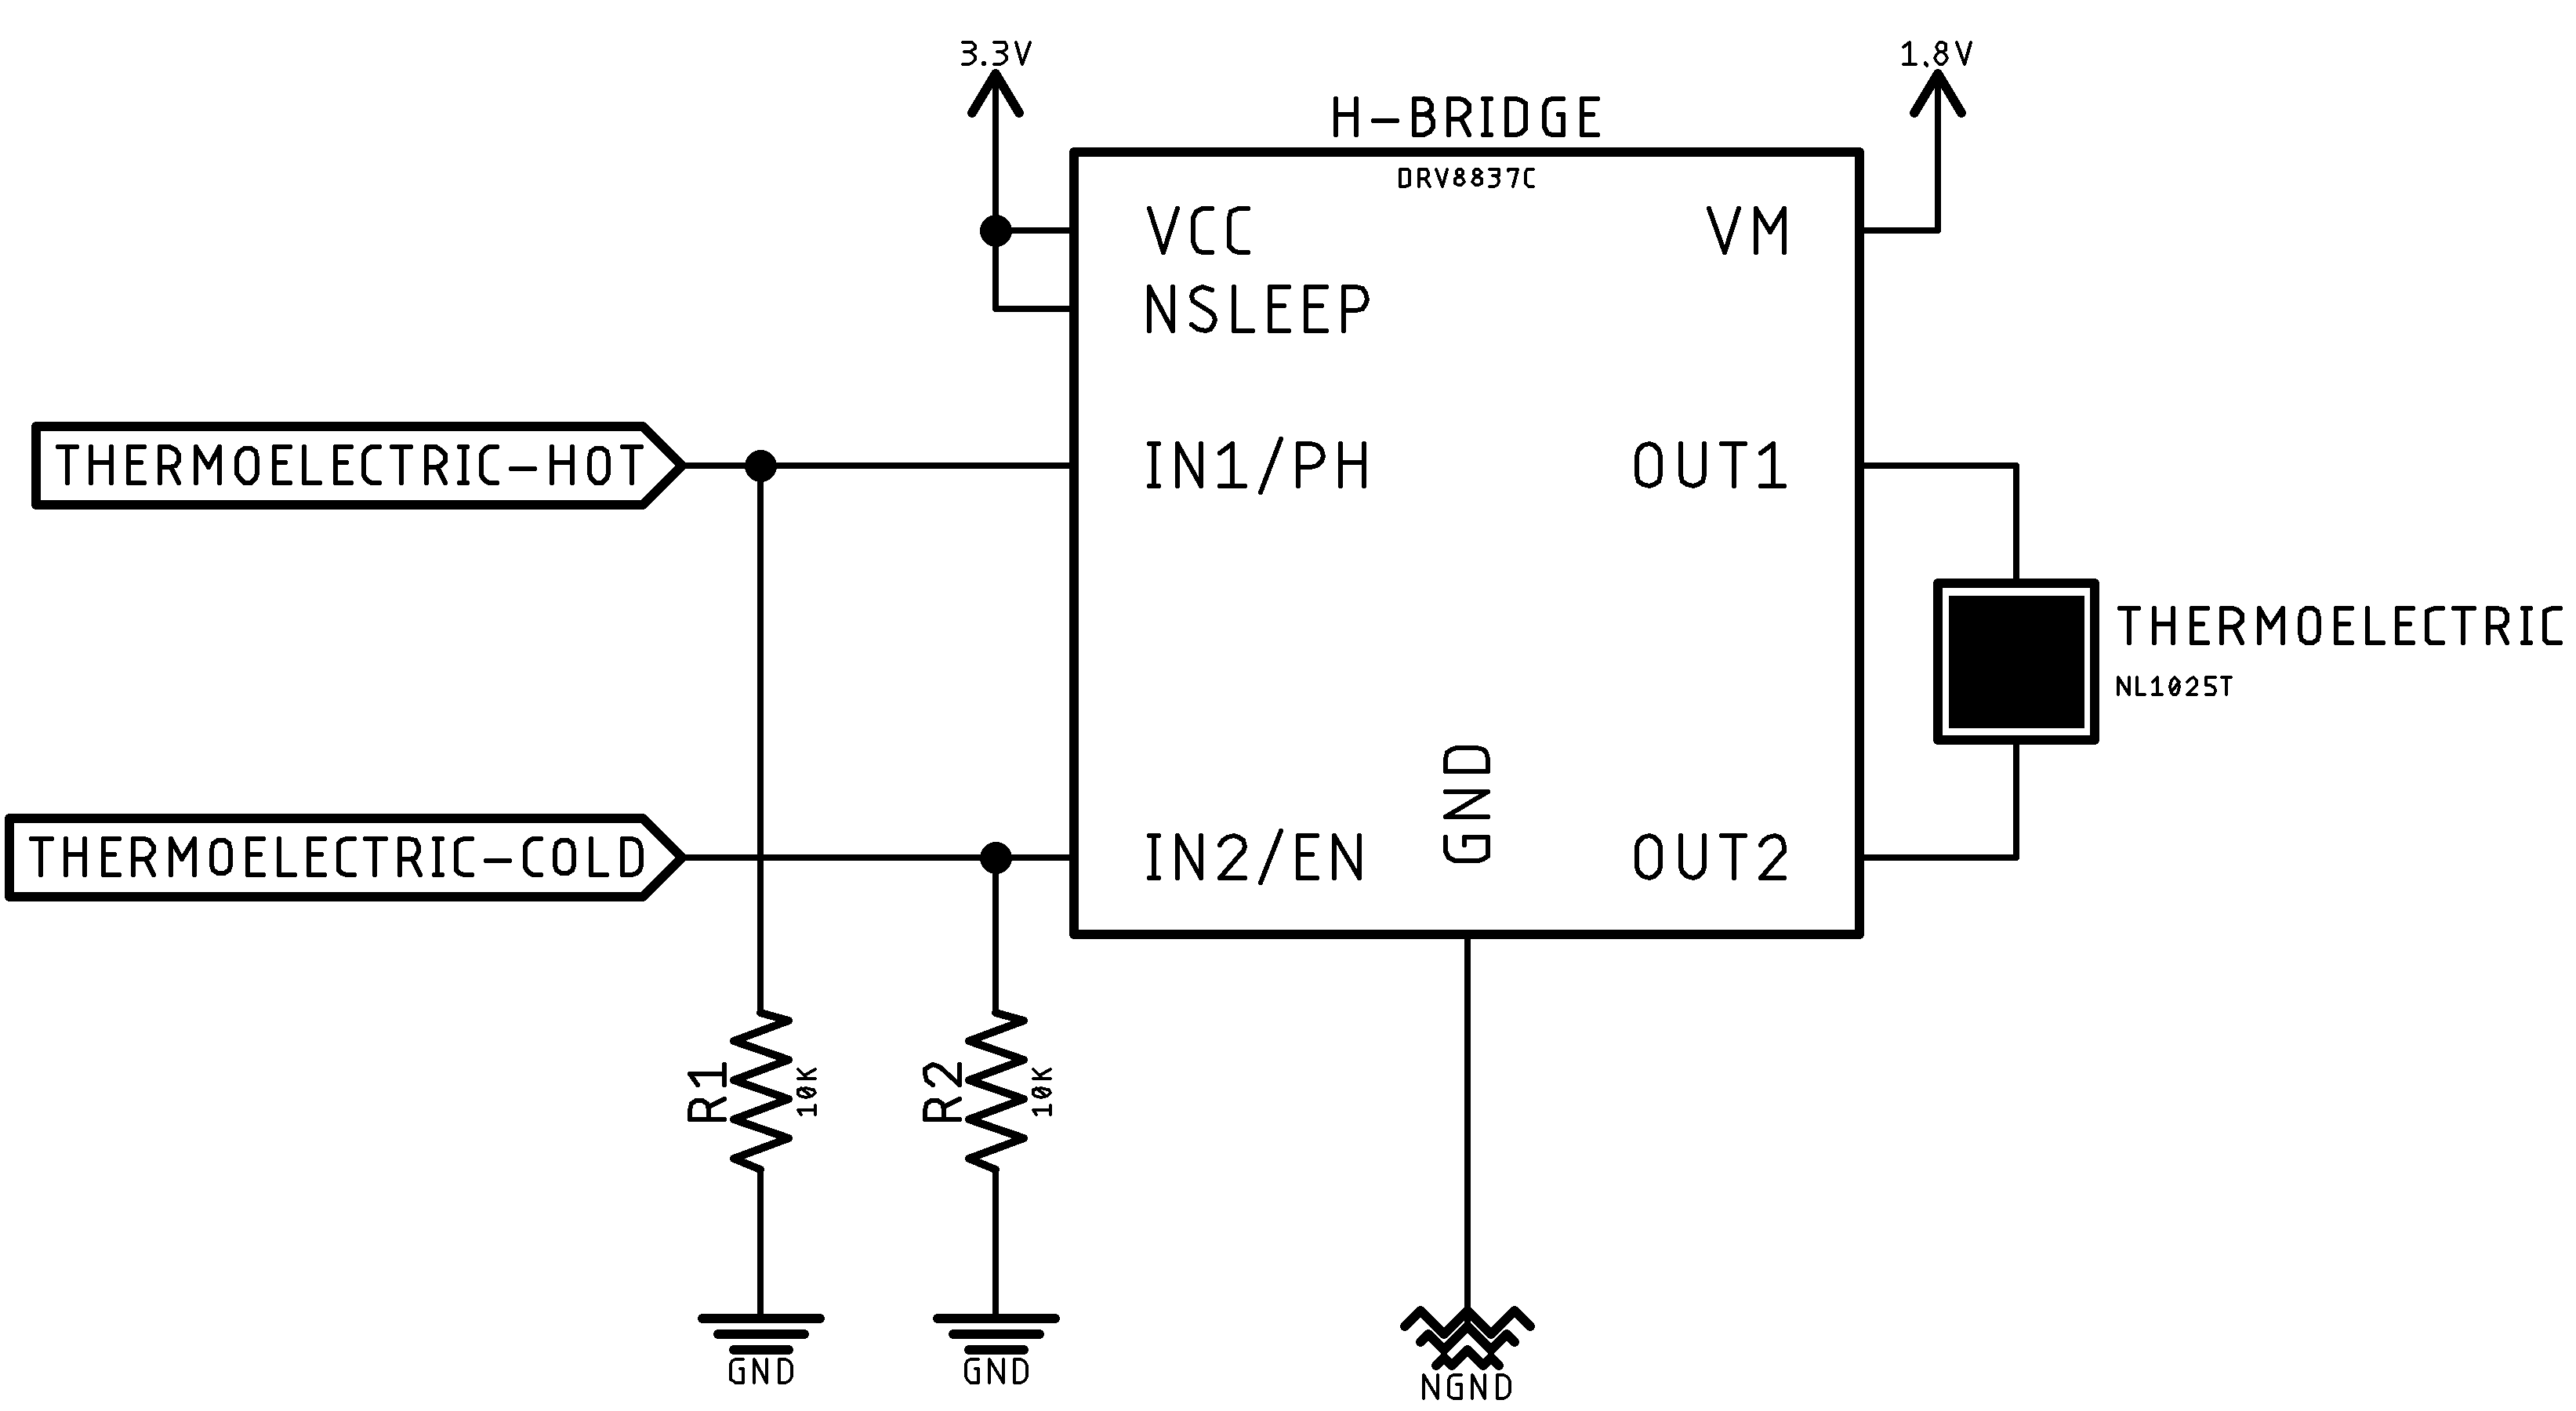 3.3V
1.8V
H-BRIDGE
DRV8837C
VCC
VM
NSLEEP
THERMOELECTRIC-HOT
IN1/PH
OUT1
THERMOELECTRIC
NL1025T
THERMOELECTRIC-COLD
IN2/EN
GND
OUT2
R1
10K
R2
10K
GND
GND
NGND